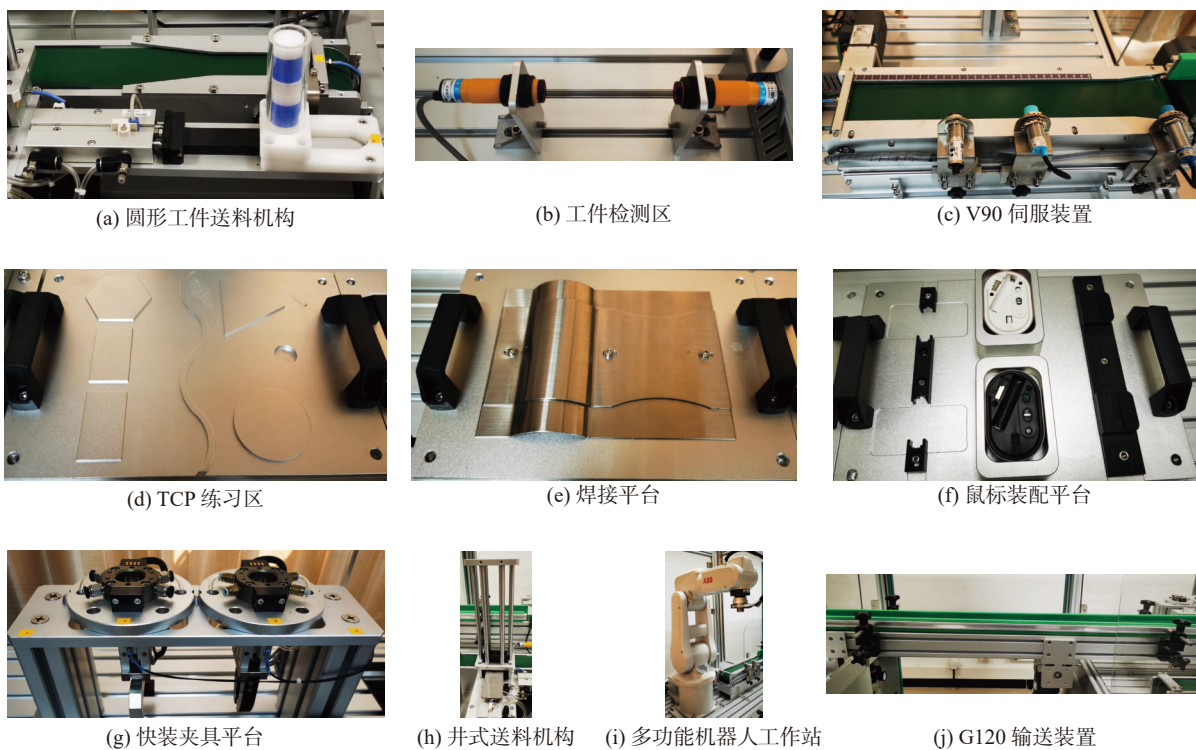 (a) 圆形工件送料机构
(b) 工件检测区
(c) V90 伺服装置
(d) TCP 练习区
(e) 焊接平台
(f) 鼠标装配平台
ABB
(g) 快装夹具平台
(h) 井式送料机构
(i) 多功能机器人工作站
(j) G120 输送装置